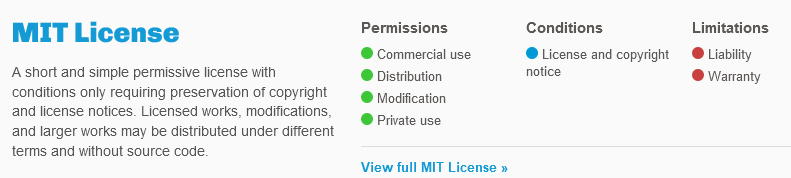 MIT License
A short and simple permissive license with
conditions only requiring preservation of copyright
and license notices. Licensed works, modifications,
and larger works may be distributed under different
terms and without source code.
Permissions
Commercial use
Distribution
Modification
Private use
Conditions
License and copyright
notice
Limitations
Liability
Warranty
View full MIT License »